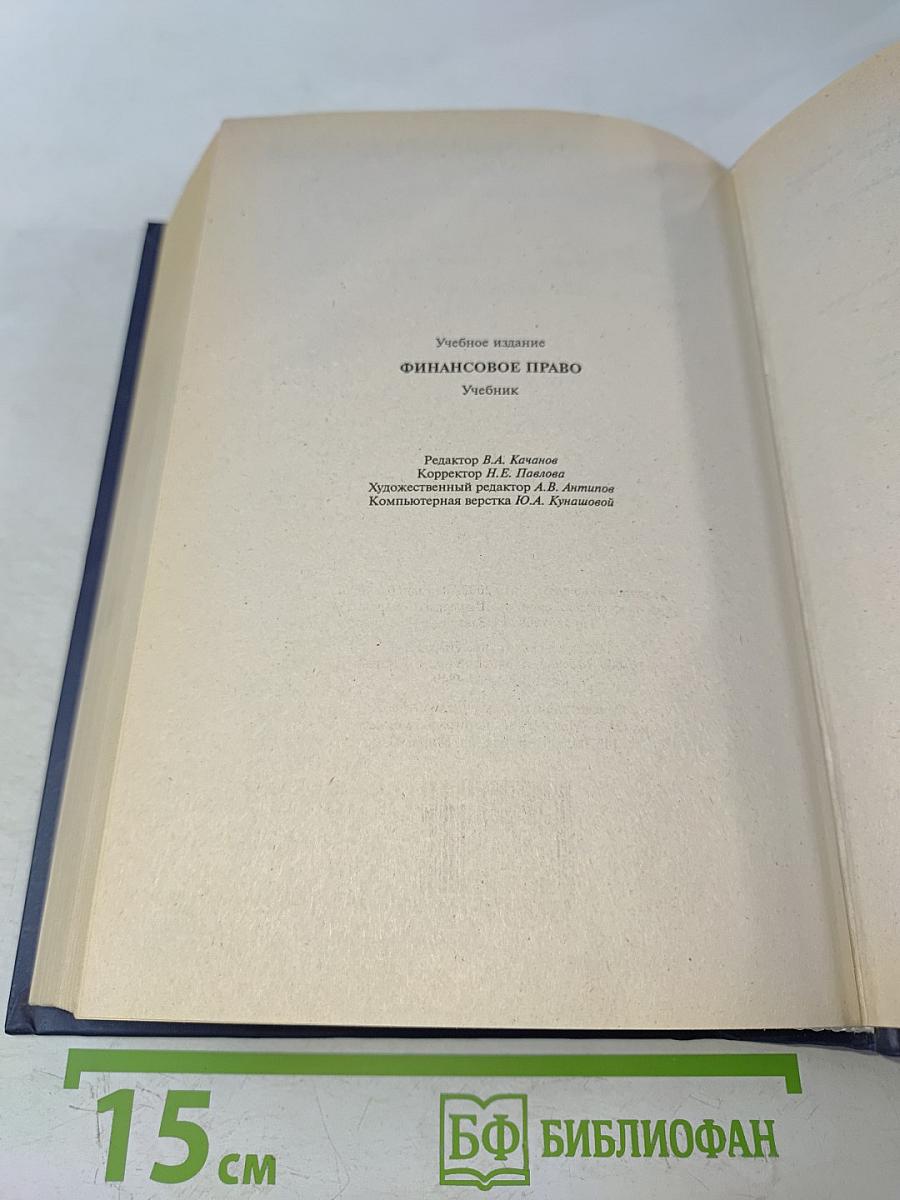 Учебное издание
ФИНАНСОВОЕ ПРАВО
Учебник
Редактор В.А. Качанов
Корректор Н.Е. Павлова
Художественный редактор А.В. Антипов
Компьютерная верстка Ю.А. Кунашовой
15 см
БФ БИБЛИОФАН